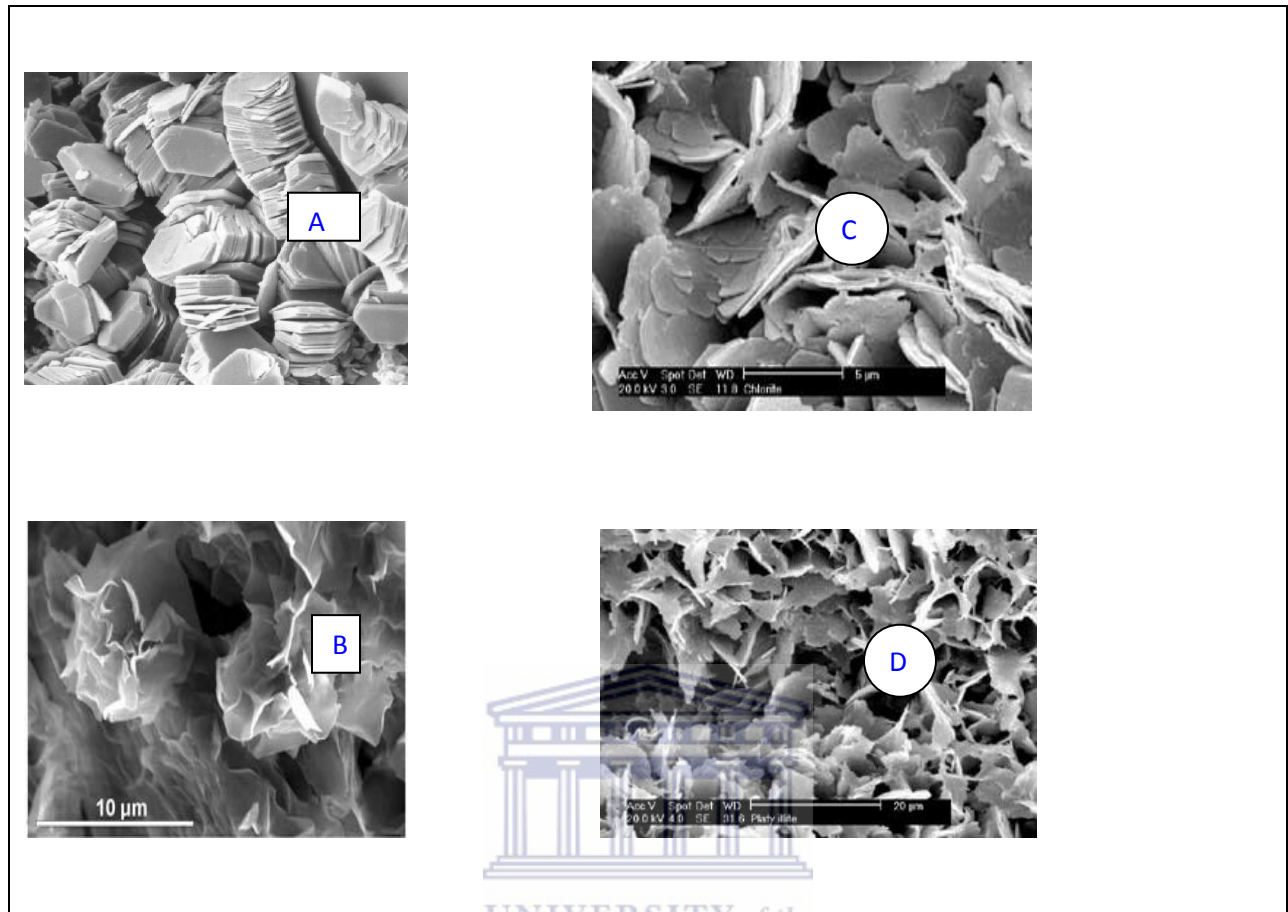 A
C
Acc V Spot Det WD 5 µm
20.0 kV 3.0 SE 11.8 Chlorite
B
10 µm
D
Acc V Spot Det WD 20 µm
20.0 kV 4.0 SE 31.6 Platy illite
UNIVERSITY of the